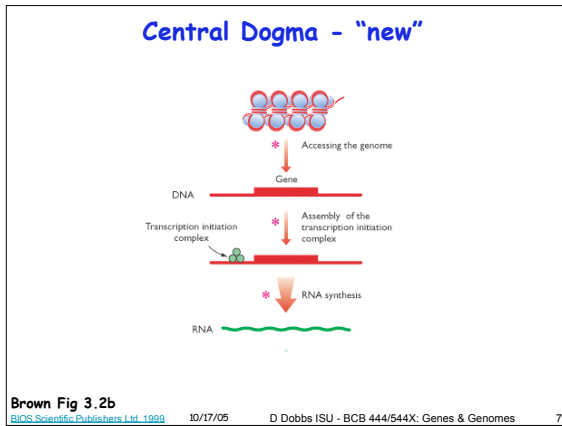 Central Dogma - “new”
* Accessing the genome
Gene
DNA
* Assembly of the
transcription initiation
complex
Transcription initiation
complex
* RNA synthesis
RNA
Brown Fig 3.2b
BIOS Scientific Publishers Ltd, 1999 10/17/05 D Dobbs ISU - BCB 444/544X: Genes & Genomes 7